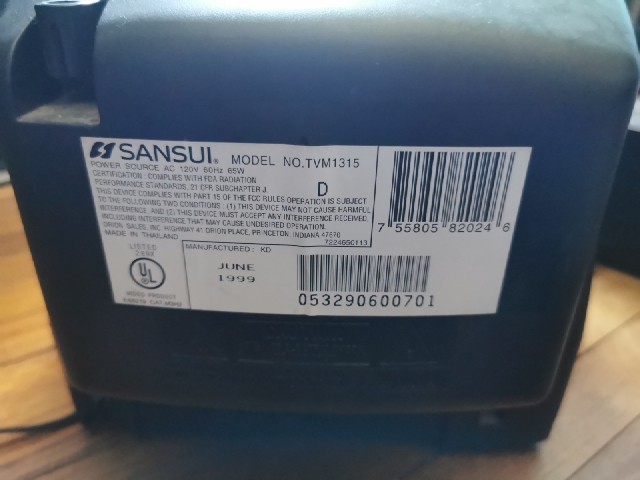 SANSUI® MODEL NO.TVM1315
POWER SOURCE AC 120V 60Hz 65W
CERTIFICATION: COMPLIES WITH FDA RADIATION
PERFORMANCE STANDARDS, 21 CFR SUBCHAPTER J.
D
THIS DEVICE COMPLIES WITH PART 15 OF THE FCC RULES OPERATION IS SUBJECT
TO THE FOLLOWING TWO CONDITIONS: (1) THIS DEVICE MAY NOT CAUSE HARMFUL
INTERFERENCE, AND (2) THIS DEVICE MUST ACCEPT ANY INTERFERENCE RECEIVED
INCLUDING INTERFERENCE THAT MAY CAUSE UNDESIRED OPERATION.
ORION SALES, INC HIGHWAY 41 ORION PLACE, PRINCETON, INDIANA 47670
MADE IN THAILAND
7224650113
7 55805 82024 6
LISTED
UL
VIDEO PRODUCT
MANUFACTURED: KD
JUNE
1999
053290600701